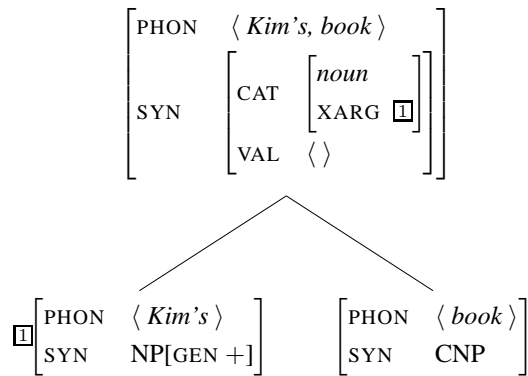 PHON ⟨ Kim's, book ⟩
SYN CAT noun
XARG 1
VAL ⟨ ⟩
1 PHON ⟨ Kim's ⟩ PHON ⟨ book ⟩
SYN NP[GEN +] SYN CNP